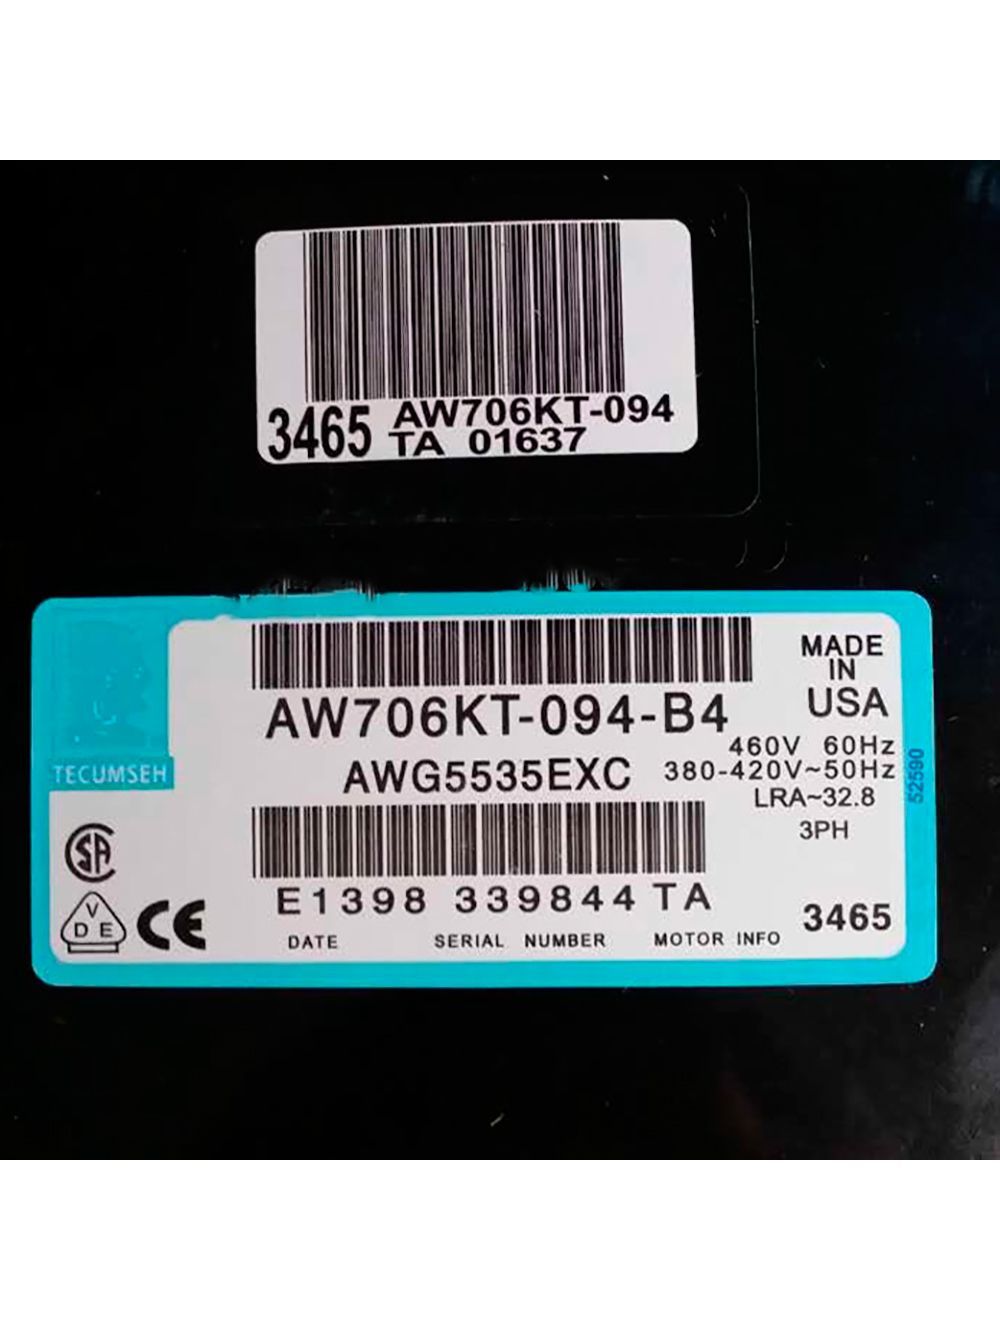 3465 AW706KT-094
TA 01637
TECUMSEH
AW706KT-094-B4
AWG5535EXC
MADE
IN
USA
460V 60Hz
380-420V~50Hz
LRA~32.8
3PH
52590
SA
V
D E
CE
E1398 339844 TA
DATE SERIAL NUMBER MOTOR INFO
3465